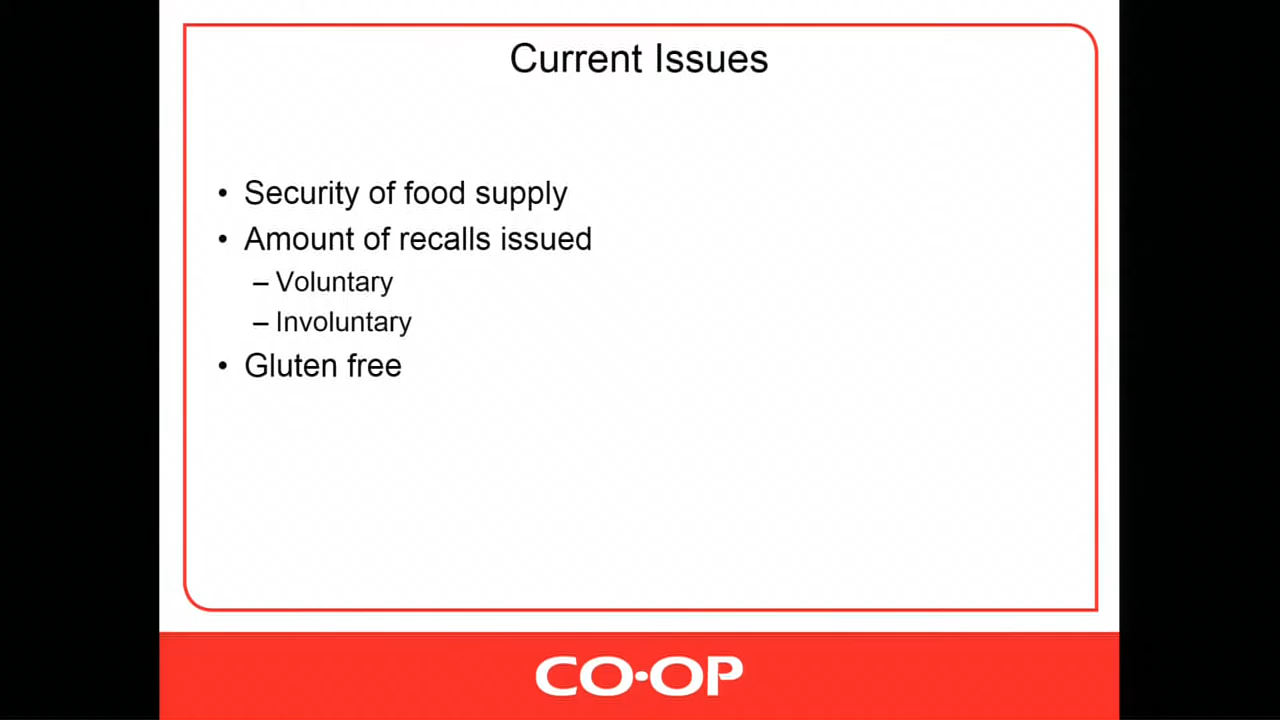 Current Issues
• Security of food supply
• Amount of recalls issued
– Voluntary
– Involuntary
• Gluten free
CO•OP